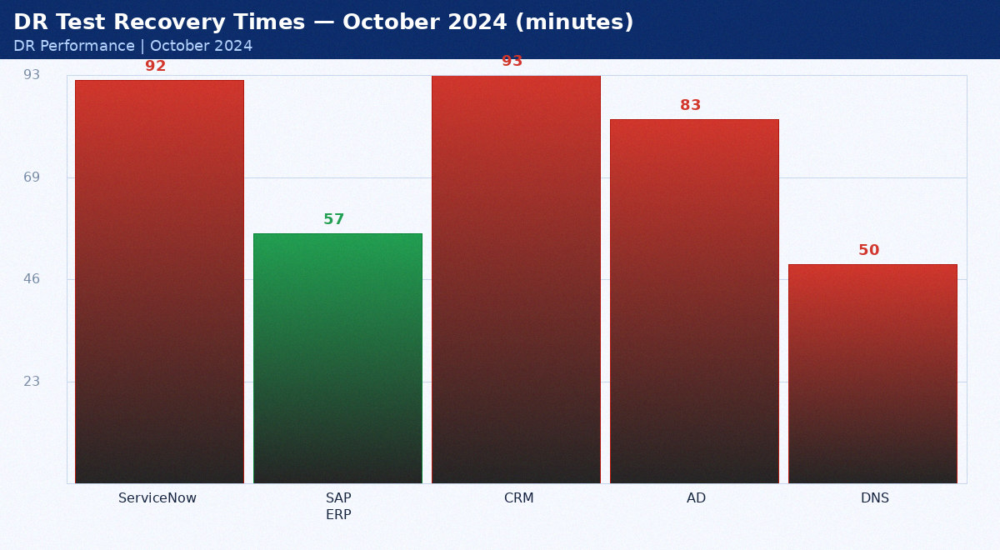 DR Test Recovery Times — October 2024 (minutes)
DR Performance | October 2024
93
69
46
23
92
57
93
83
50
ServiceNow
SAP
ERP
CRM
AD
DNS